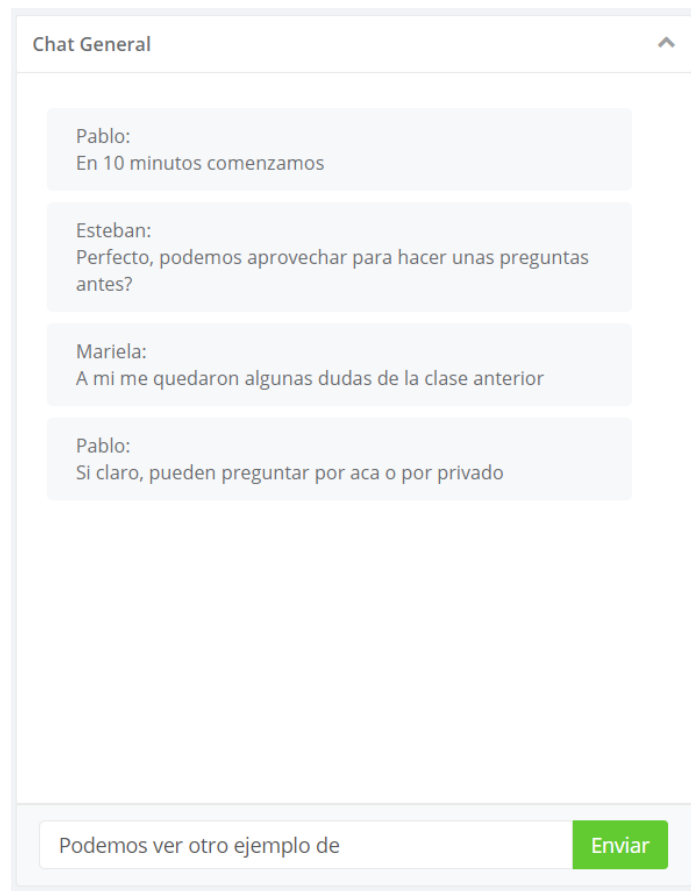 Chat General
Pablo:
En 10 minutos comenzamos
Esteban:
Perfecto, podemos aprovechar para hacer unas preguntas
antes?
Mariela:
A mi me quedaron algunas dudas de la clase anterior
Pablo:
Si claro, pueden preguntar por aca o por privado
Podemos ver otro ejemplo de
Enviar